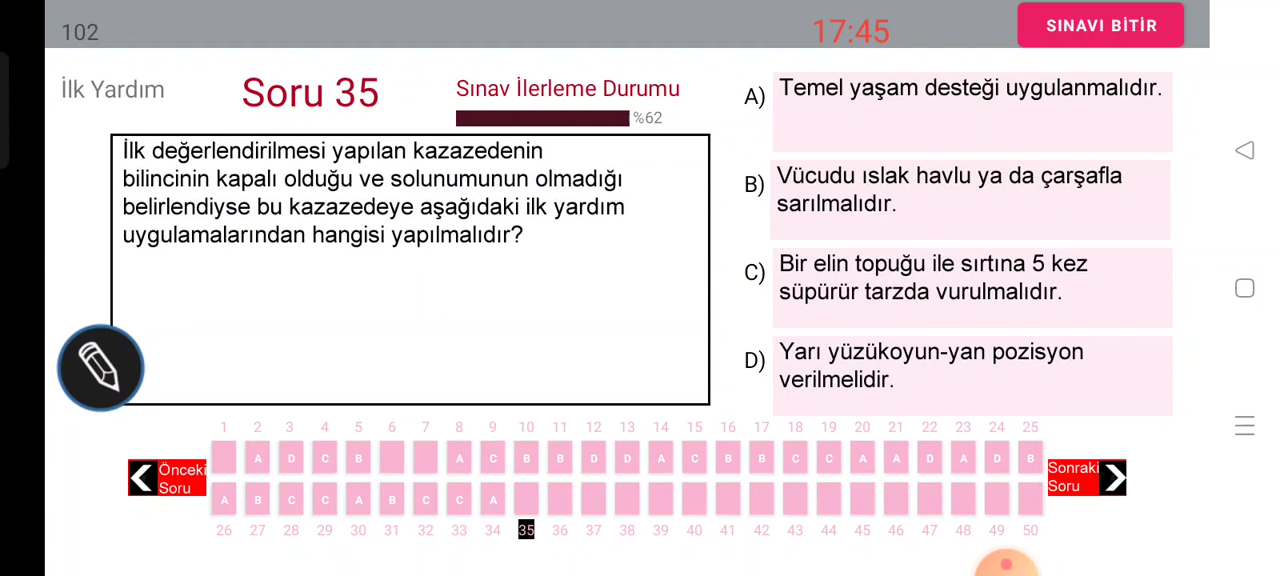 102
17:45
SINAVI BİTİR
İlk Yardım
Soru 35
Sınav İlerleme Durumu
%62
İlk değerlendirilmesi yapılan kazazedenin
bilincinin kapalı olduğu ve solunumunun olmadığı
belirlendiyse bu kazazedeye aşağıdaki ilk yardım
uygulamalarından hangisi yapılmalıdır?
A) Temel yaşam desteği uygulanmalıdır.
B) Vücudu ıslak havlu ya da çarşafla
sarılmalıdır.
C) Bir elin topuğu ile sırtına 5 kez
süpürür tarzda vurulmalıdır.
D) Yarı yüzükoyun-yan pozisyon
verilmelidir.
1 2 3 4 5 6 7 8 9 10 11 12 13 14 15 16 17 18 19 20 21 22 23 24 25
A D C B A C B B D D A C B B C C A A D A D B
Önceki
Soru
Sonraki
Soru
A B C C A B C C A
26 27 28 29 30 31 32 33 34 35 36 37 38 39 40 41 42 43 44 45 46 47 48 49 50